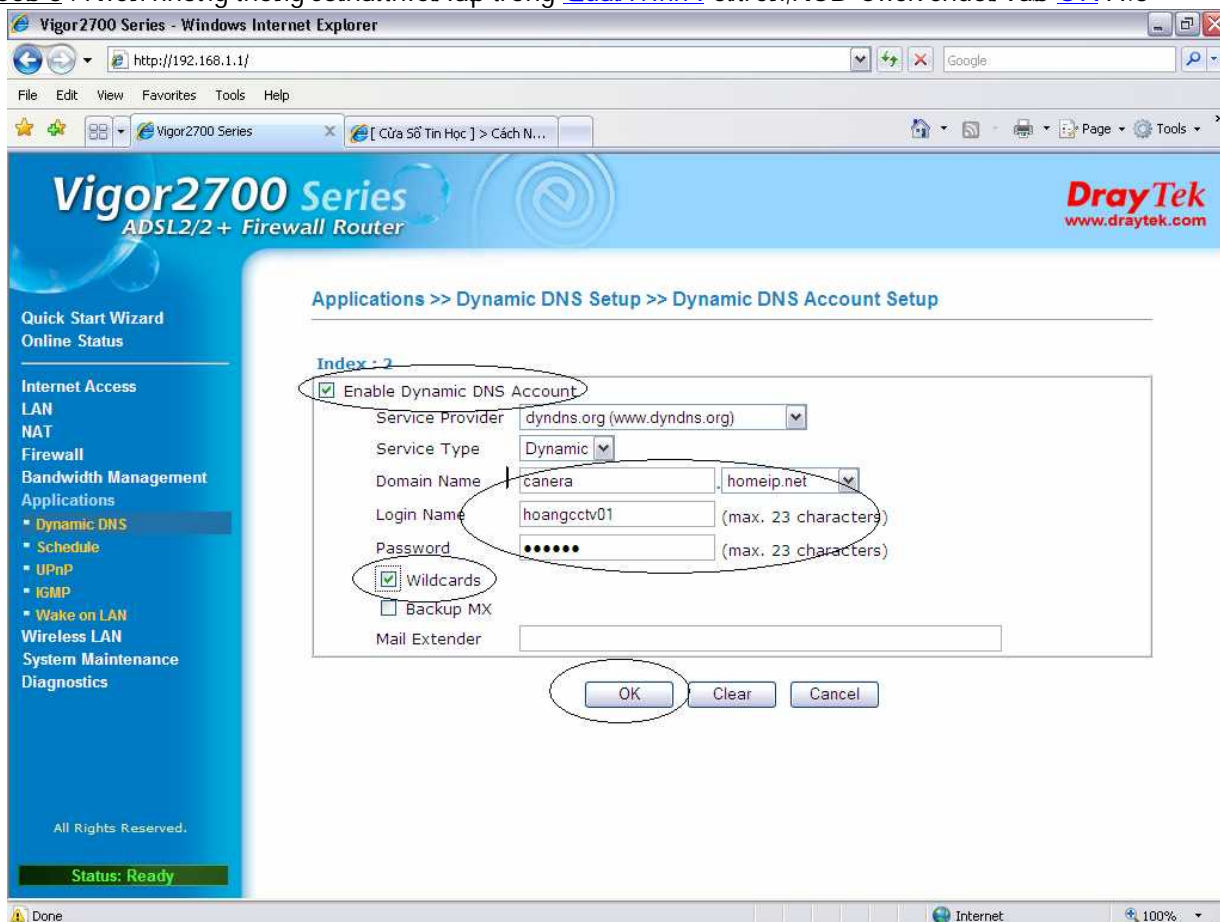 Vigor2700 Series - Windows Internet Explorer
http://192.168.1.1/
Google
File Edit View Favorites Tools Help
Vigor2700 Series
[ Cửa Sổ Tin Học ] > Cách N...
Page Tools
Vigor2700 Series
ADSL2/2+ Firewall Router
DrayTek
www.draytek.com
Quick Start Wizard
Online Status
Internet Access
LAN
NAT
Firewall
Bandwidth Management
Applications
Dynamic DNS
Schedule
UPnP
IGMP
Wake on LAN
Wireless LAN
System Maintenance
Diagnostics
All Rights Reserved.
Status: Ready
Applications >> Dynamic DNS Setup >> Dynamic DNS Account Setup
Index : 2
Enable Dynamic DNS Account
Service Provider dyndns.org (www.dyndns.org)
Service Type Dynamic
Domain Name canera . homeip.net
Login Name hoangcctv01 (max. 23 characters)
Password •••••• (max. 23 characters)
Wildcards
Backup MX
Mail Extender
OK Clear Cancel
Done Internet 100%